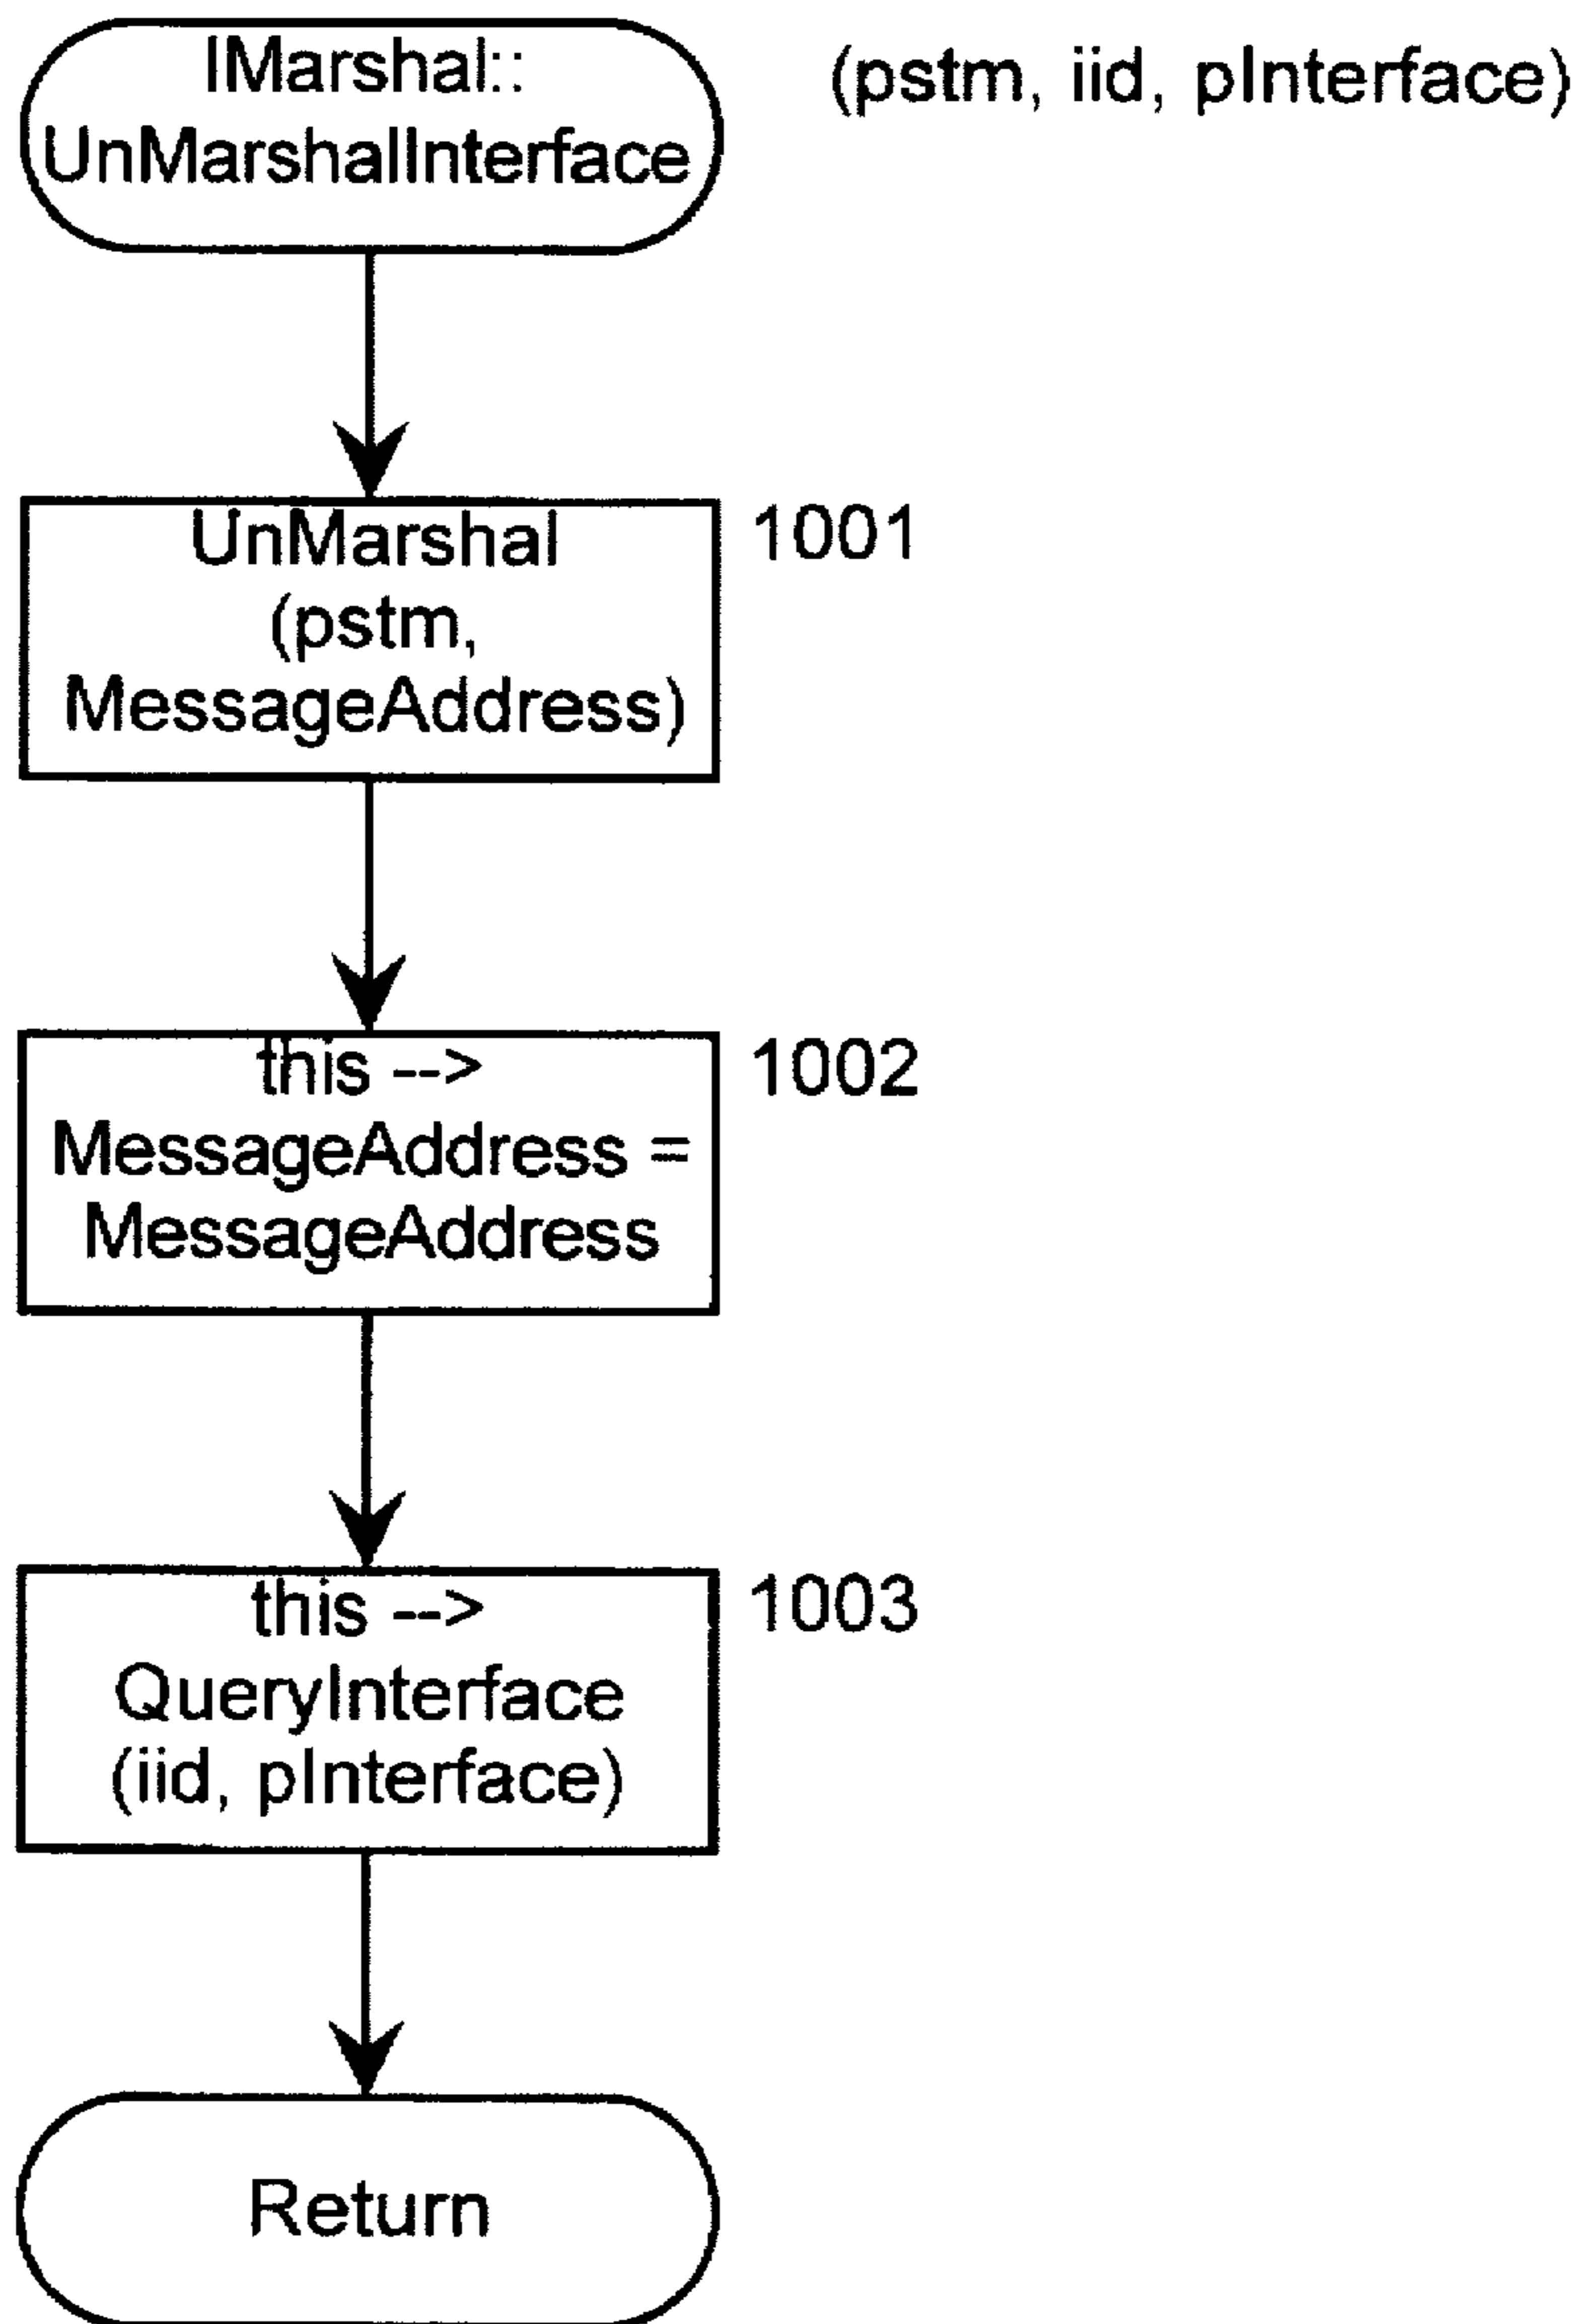 IMarshal::
UnMarshalInterface
(pstm, iid, pInterface)
UnMarshal
(pstm,
MessageAddress)
1001
this -->
MessageAddress =
MessageAddress
1002
this -->
QueryInterface
(iid, pInterface)
1003
Return